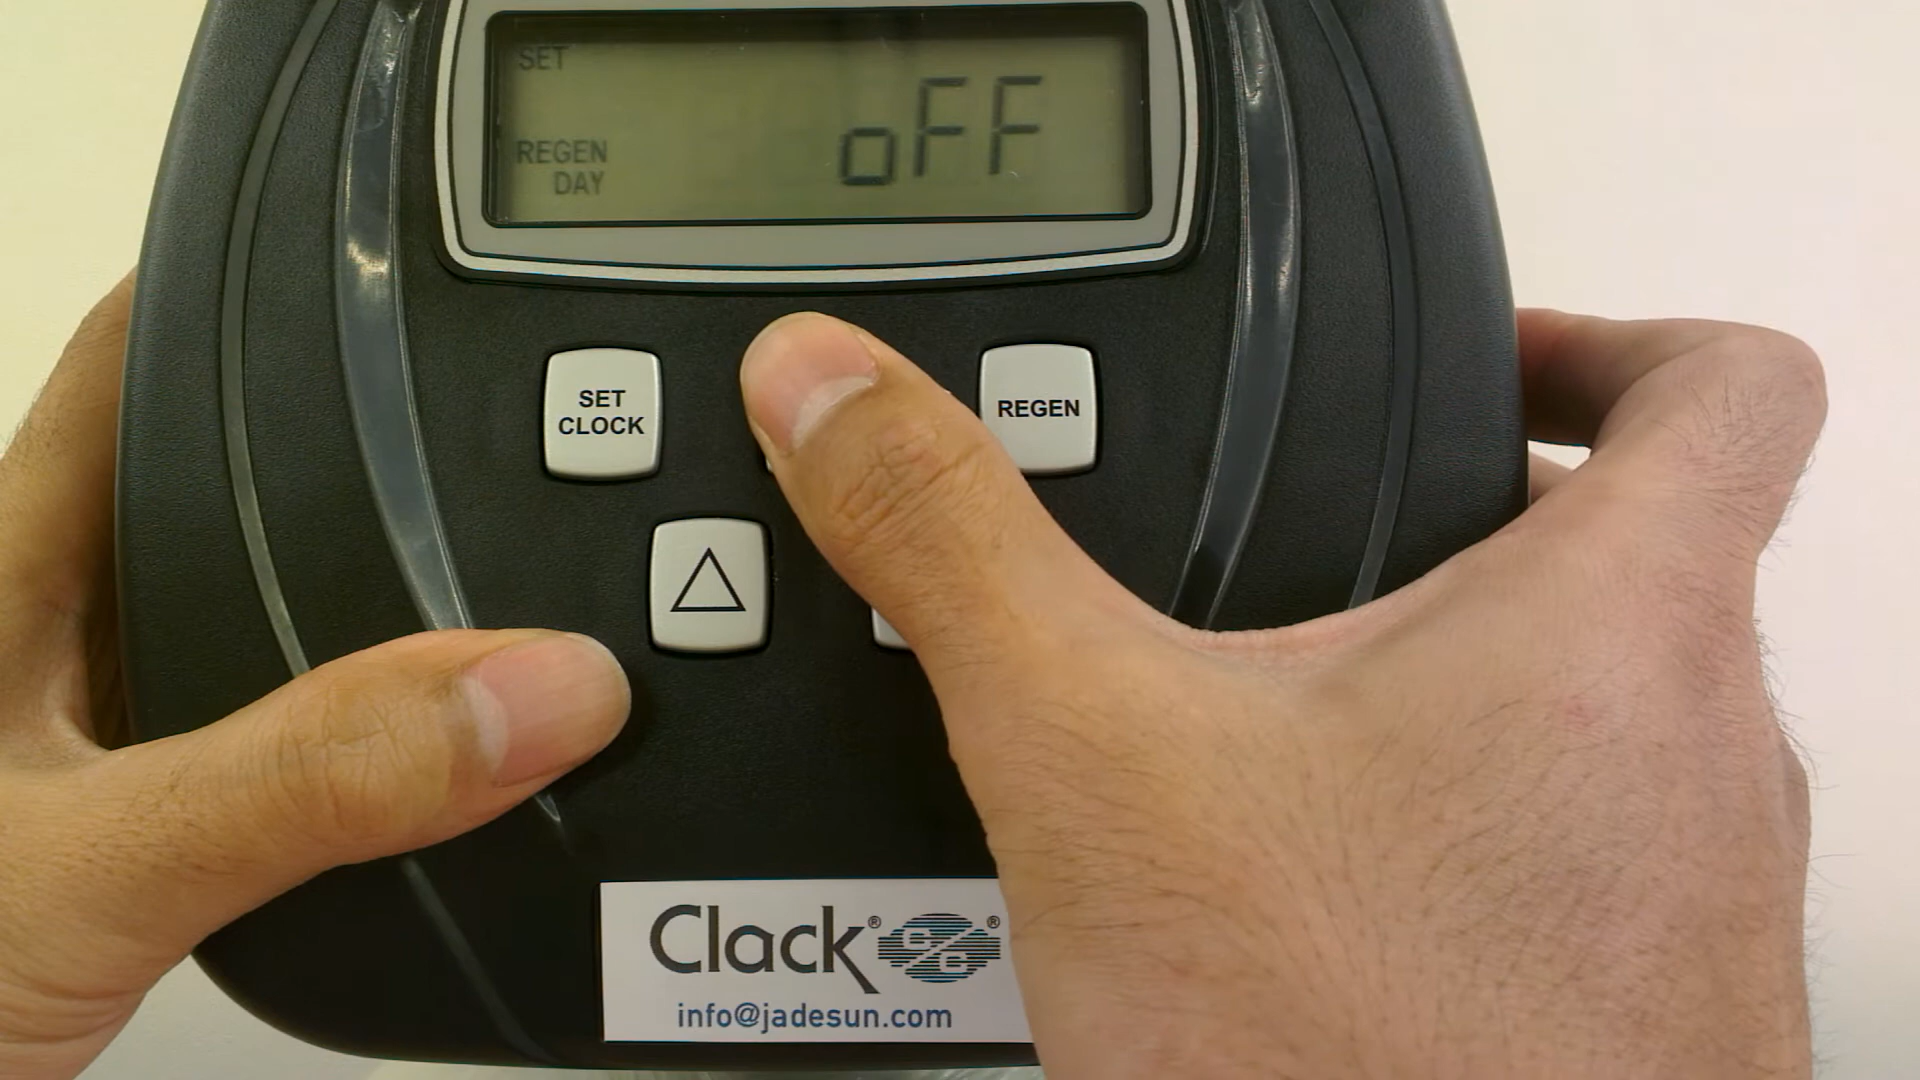 SET
oFF
REGEN
DAY
SET
CLOCK
REGEN
Clack®
®
info@jadesun.com